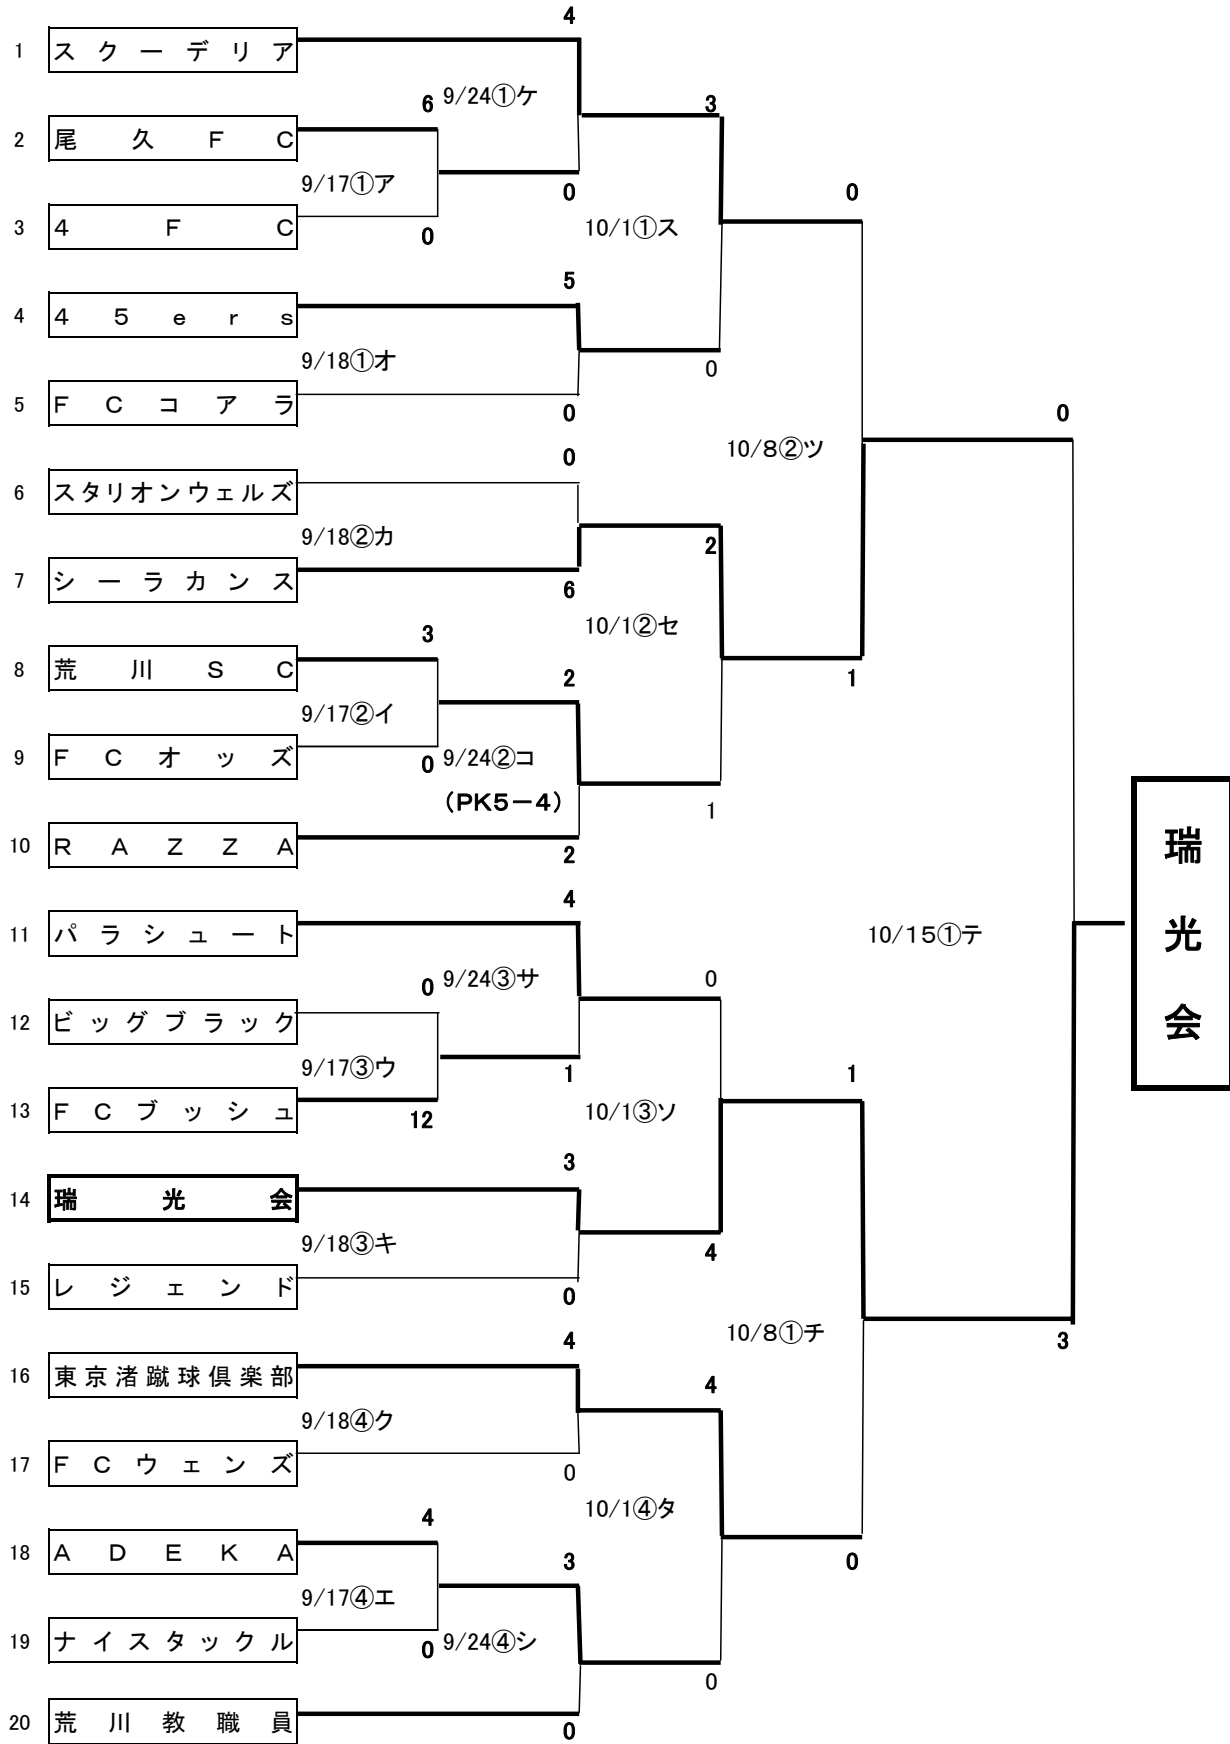 4
1 スクーデリア
9/24①ケ
6
3
2 尾久FC
9/17①ア
0
0
3 4FC
0
10/1①ス
5
4 45ers
9/18①オ
0
5 FCコアラ
0
0
10/8②ツ
0
6 スタリオンウェルズ
9/18②カ
2
7 シーラカンス
6
10/1②セ
3
8 荒川SC
2
1
9/17②イ
9 FCオッズ
0
9/24②コ
(PK5-4)
1
10 RAZZA
2
4
11 パラシュート
10/15①テ
9/24③サ
0
0
12 ビッグブラック
9/17③ウ
1
1
13 FCブッシュ
12
10/1③ソ
3
14 瑞光会
9/18③キ
4
15 レジェンド
0
10/8①チ
3
4
16 東京渚蹴球倶楽部
4
9/18④ク
17 FCウェンズ
0
10/1④タ
4
18 ADEKA
3
0
9/17④エ
19 ナイスタックル
0
9/24④シ
0
20 荒川教職員
0
瑞光会